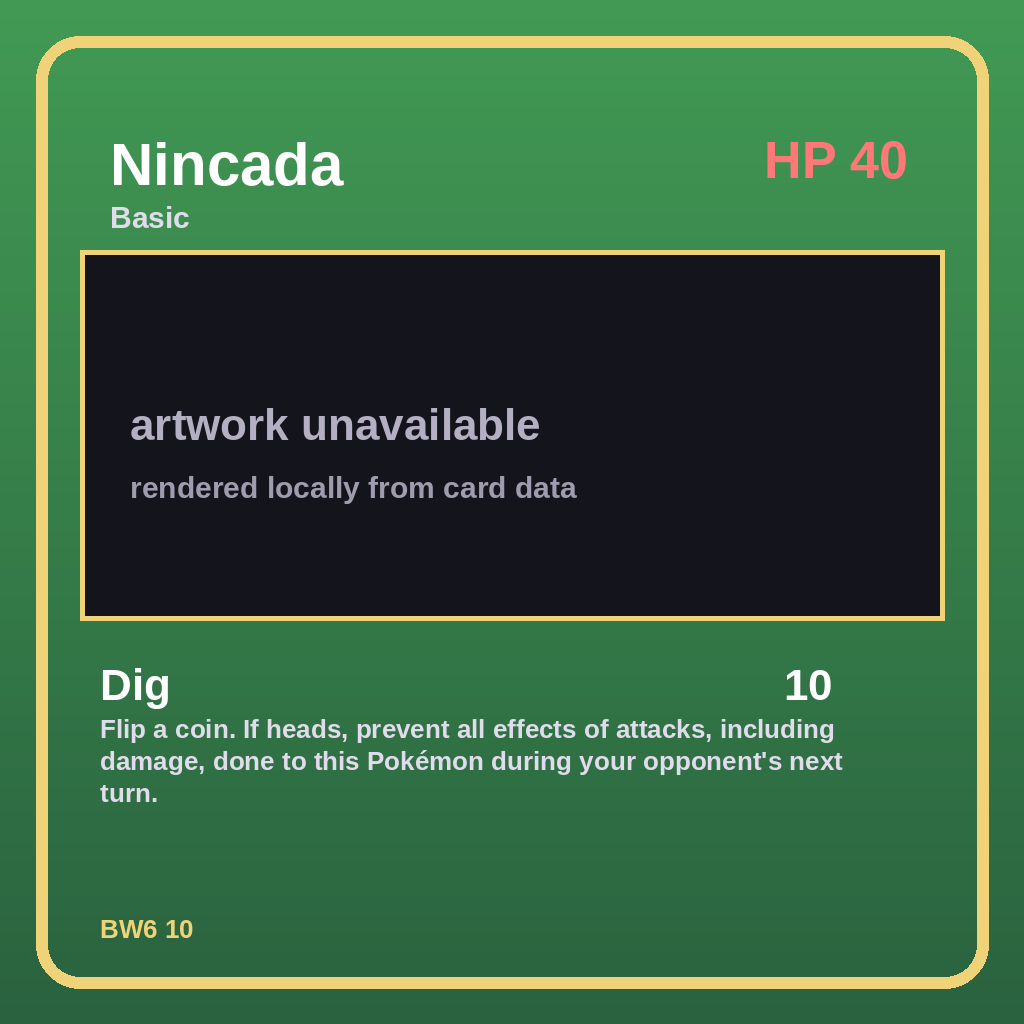 Nincada
HP 40
Basic
artwork unavailable
rendered locally from card data
Dig
10
Flip a coin. If heads, prevent all effects of attacks, including
damage, done to this Pokémon during your opponent's next
turn.
BW6 10